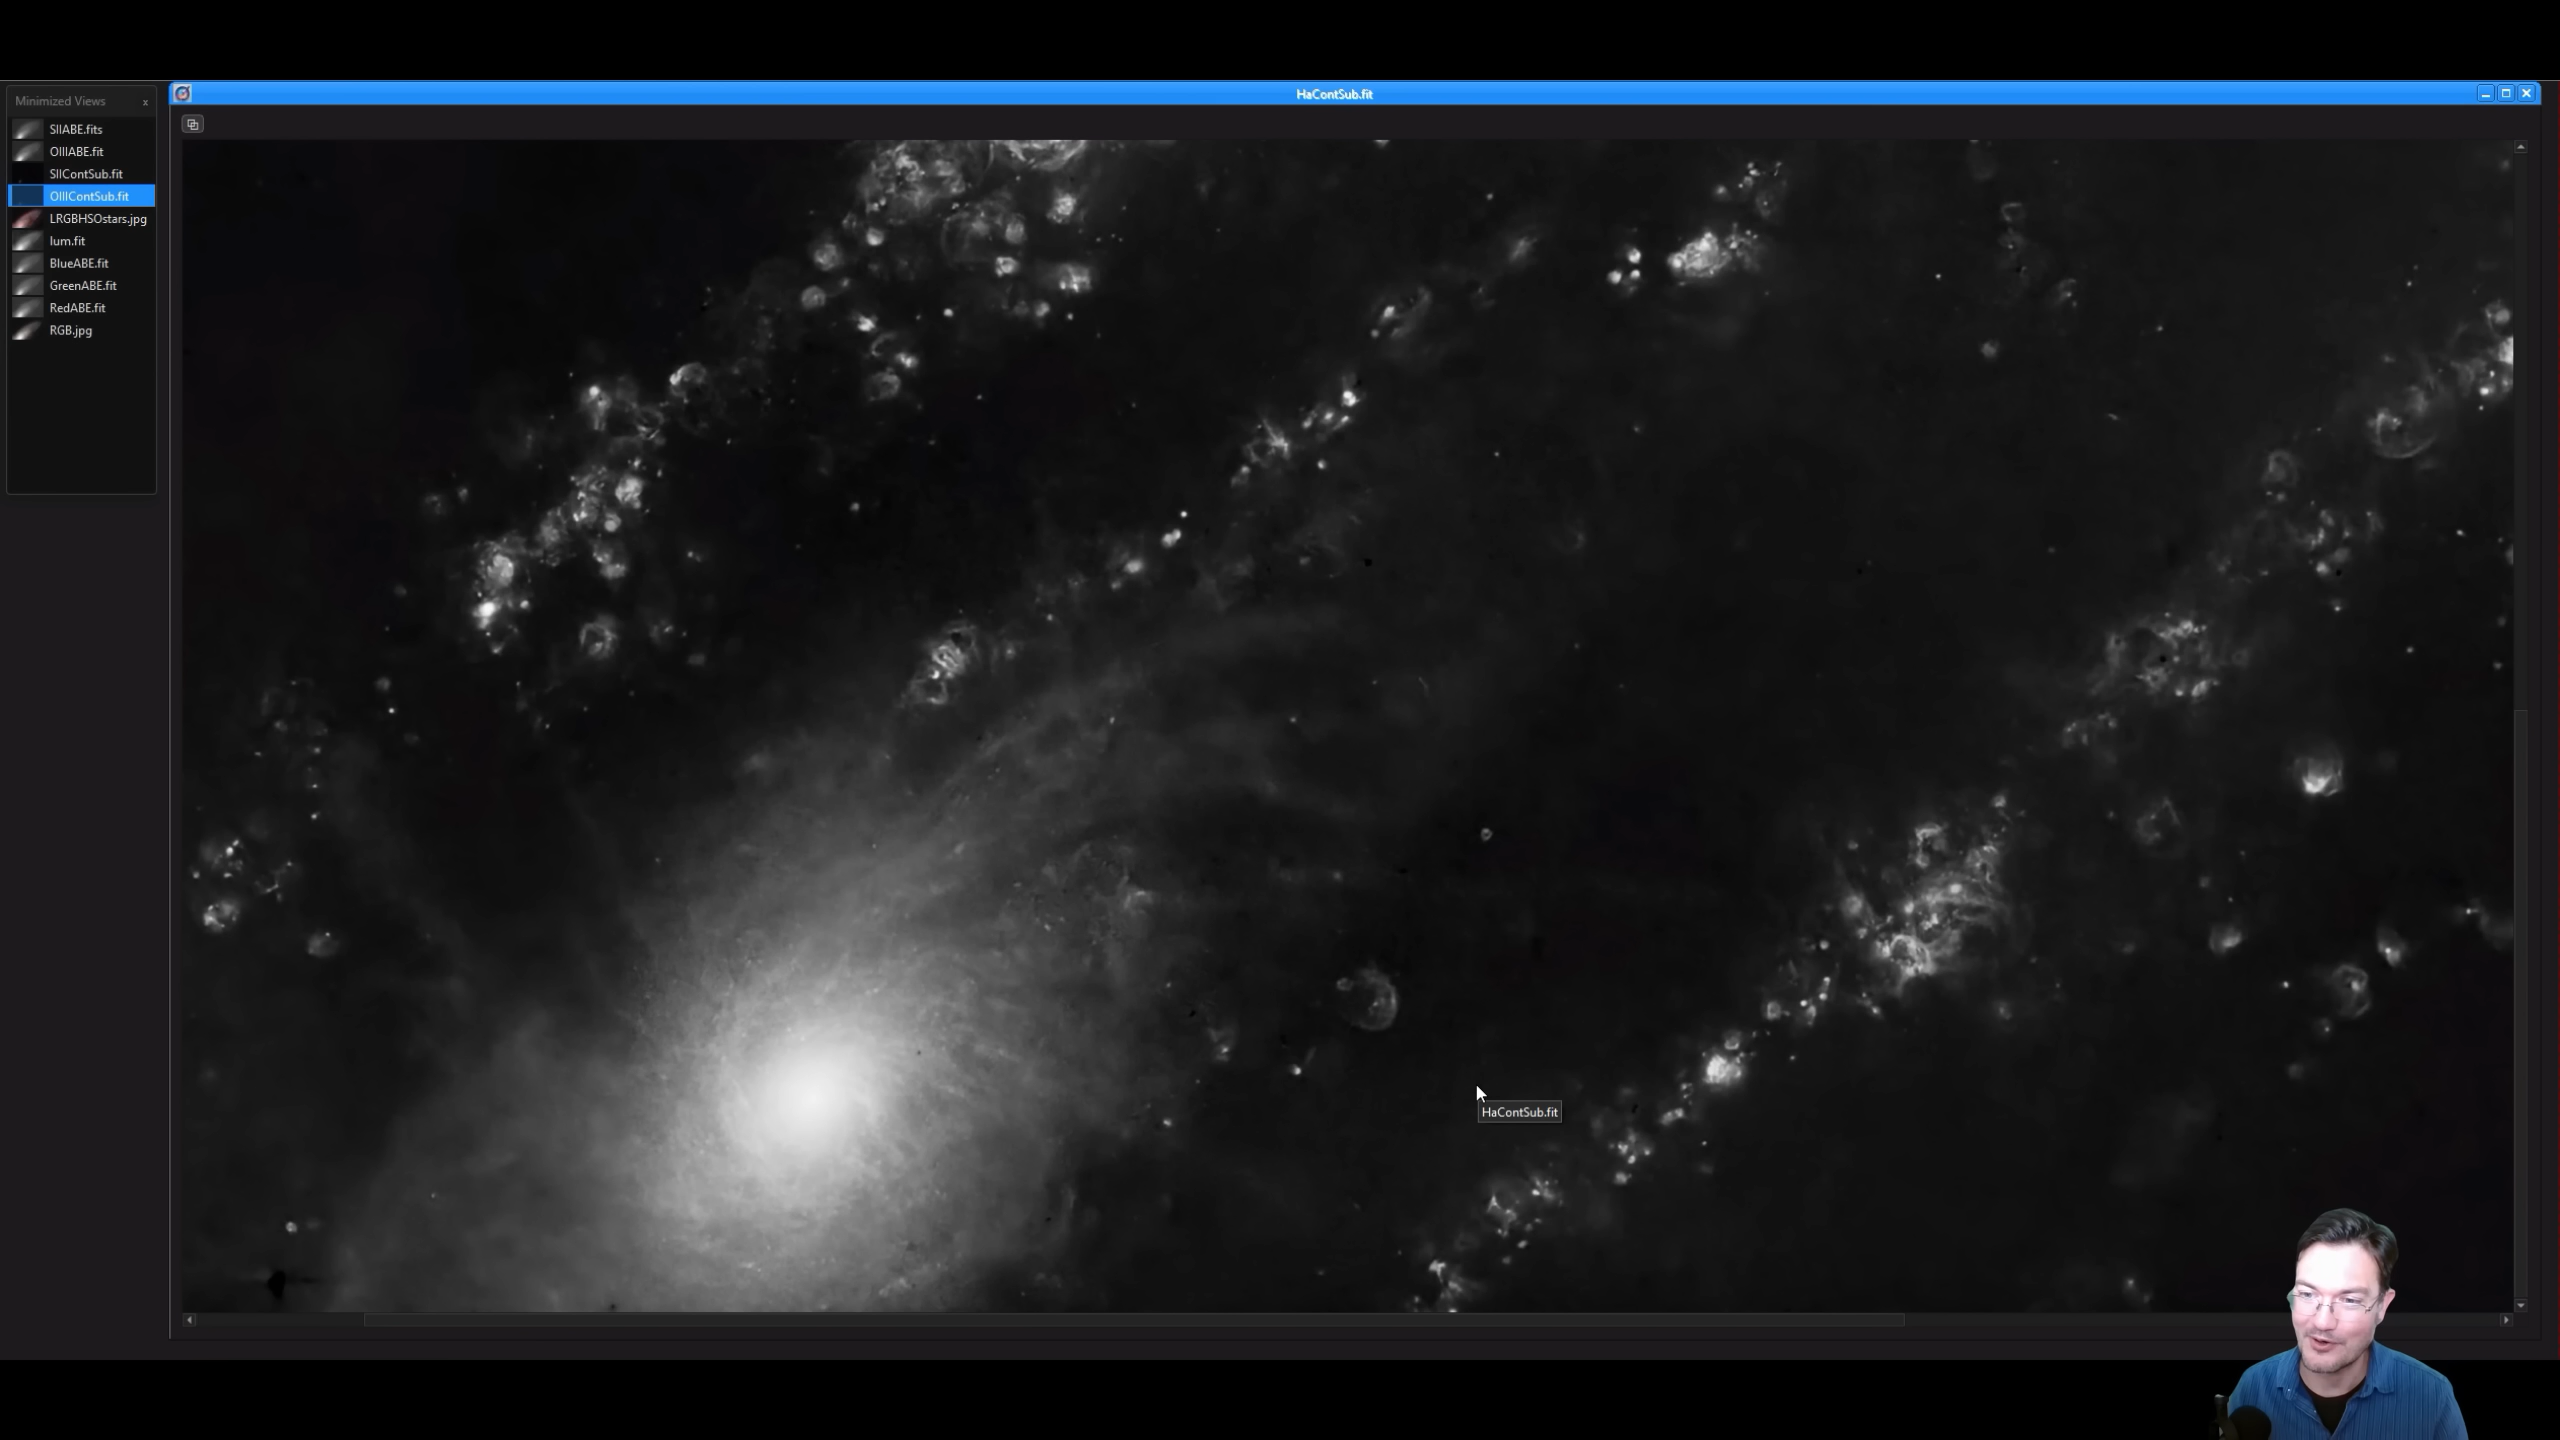 HaContSub.fit
Minimized Views
x
SIIABE.fits
OIIIABE.fit
SIIContSub.fit
OIIIContSub.fit
LRGBHSOstars.jpg
lum.fit
BlueABE.fit
GreenABE.fit
RedABE.fit
RGB.jpg
HaContSub.fit